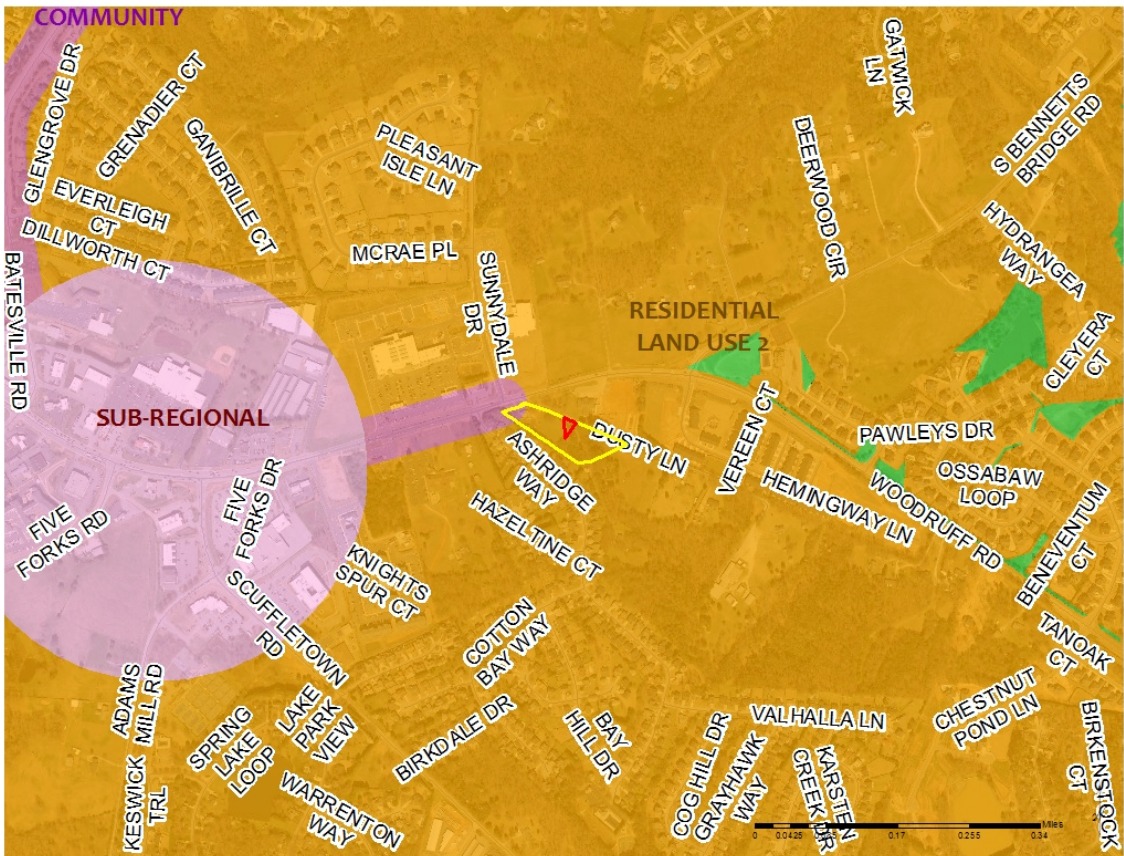 COMMUNITY
GLENGROVE DR
GRENADIER CT
GANIBRILLE CT
EVERLEIGH
CT
DILLWORTH CT
PLEASANT
ISLE LN
MCRAE PL
SUNNYDALE
DR
GATWICK
LN
DEERWOOD CIR
S BENNETTS
BRIDGE RD
HYDRANGEA
WAY
CLEYERA
CT
BATESVILLE RD
SUB-REGIONAL
RESIDENTIAL
LAND USE 2
DUSTY LN
ASHRIDGE
WAY
HAZELTINE CT
VEREEN CT
PAWLEYS DR
OSSABAW
LOOP
HEMINGWAY LN
WOODRUFF RD
BENEVENTUM
CT
TANOAK
CT
FIVE
FORKS RD
FIVE
FORKS DR
SCUFFLETOWN
RD
KNIGHTS
SPUR CT
COTTON
BAY WAY
ADAMS
MILL RD
SPRING
LAKE
LOOP
LAKE
PARK
VIEW
BIRKDALE DR
BAY
HILL DR
KESWICK
TRL
WARRENTON
WAY
COG HILL DR
GRAYHAWK
WAY
VALHALLA LN
KARSTEN
CREEK DR
CHESTNUT
POND LN
BIRKENSTOCK
CT
Miles
0 0.0425 0.17 0.255 0.34